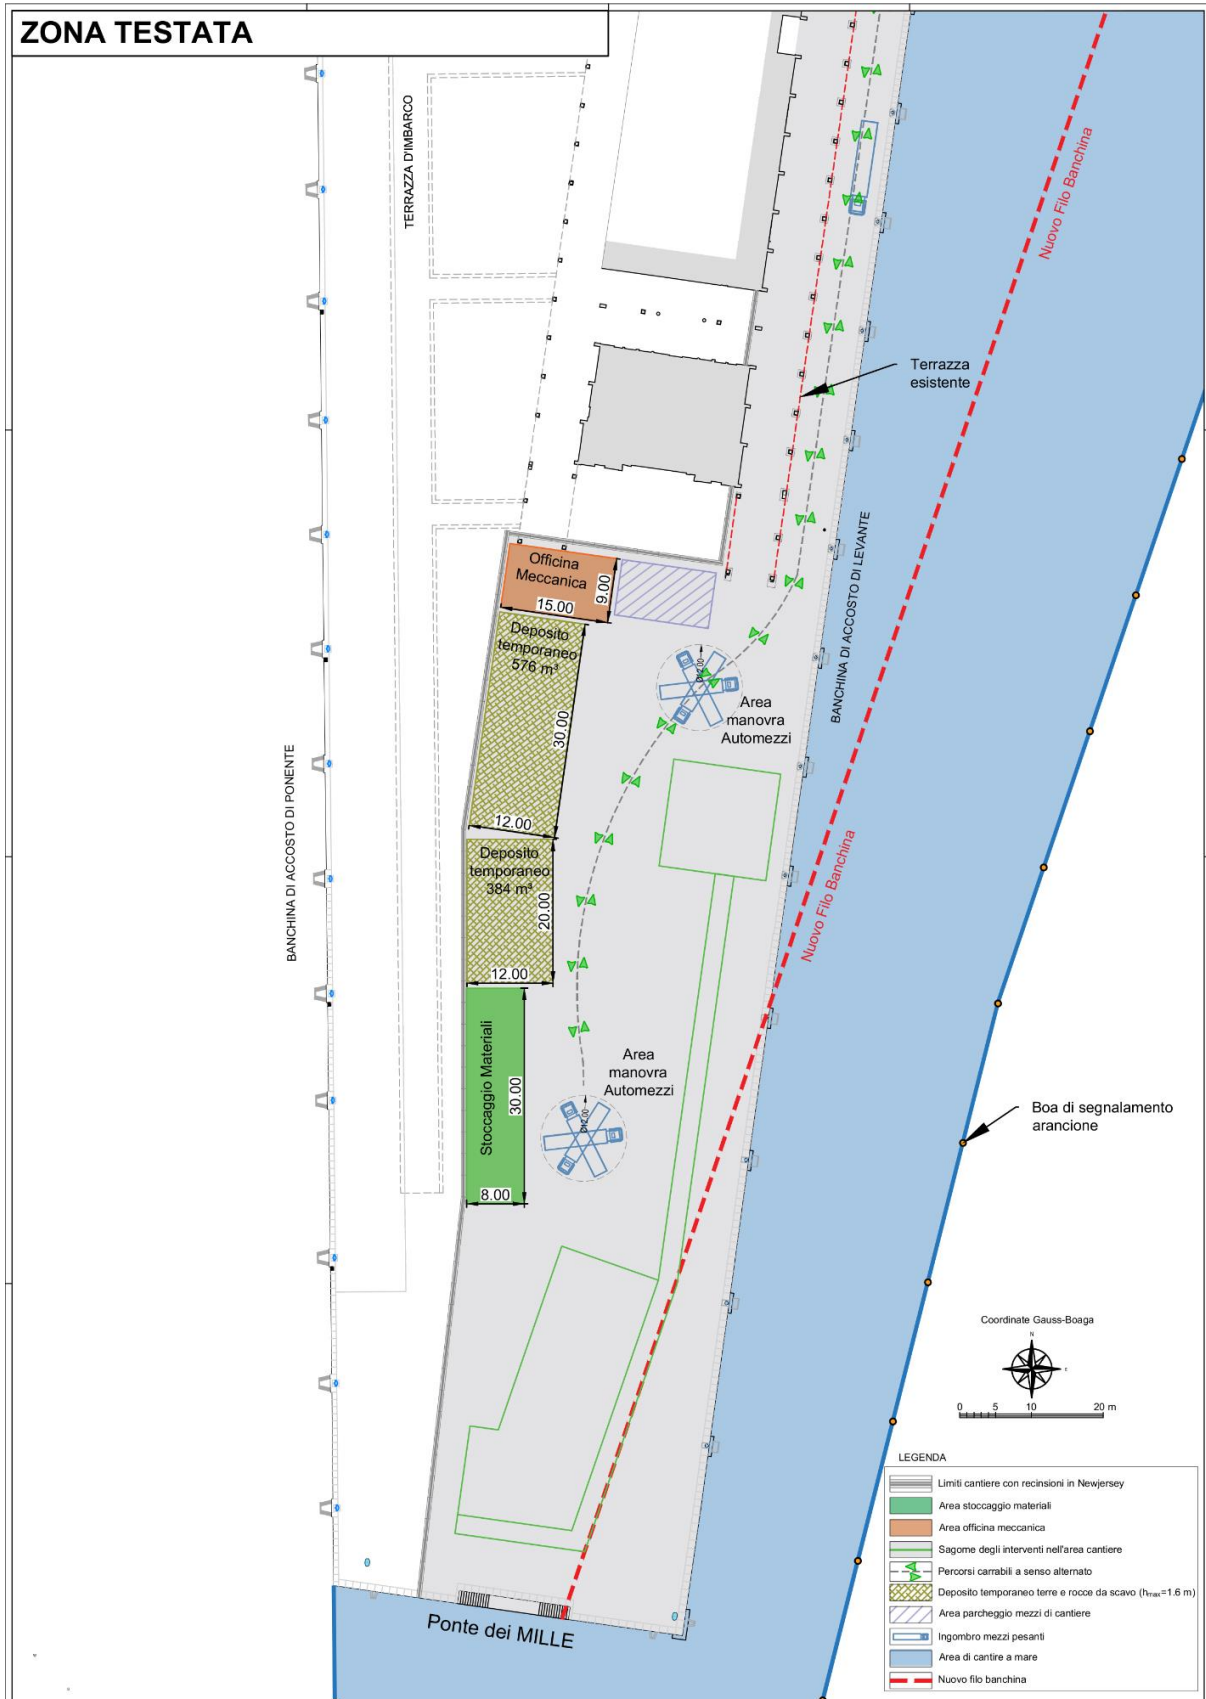 ZONA TESTATA
TERRAZZA D'IMBARCO
Nuovo Filo Banchina
Terrazza
esistente
BANCHINA DI ACCOSTO DI LEVANTE
Officina
Meccanica
9.00
15.00
Deposito
temporaneo
576 m³
30.00
12.00
Area
manovra
Automezzi
BANCHINA DI ACCOSTO DI PONENTE
Deposito
temporaneo
384 m³
20.00
12.00
Nuovo Filo Banchina
Stoccaggio Materiali
30.00
8.00
Area
manovra
Automezzi
Boa di segnalamento
arancione
Coordinate Gauss-Boaga
N
E
0 5 10 20 m
LEGENDA
Limiti cantiere con recinsioni in Newjersey
Area stoccaggio materiali
Area officina meccanica
Sagome degli interventi nell'area cantiere
Percorsi carrabili a senso alternato
Deposito temporaneo terre e rocce da scavo (hmax=1.6 m)
Area parcheggio mezzi di cantiere
Ingombro mezzi pesanti
Area di cantire a mare
Nuovo filo banchina
Ponte dei MILLE